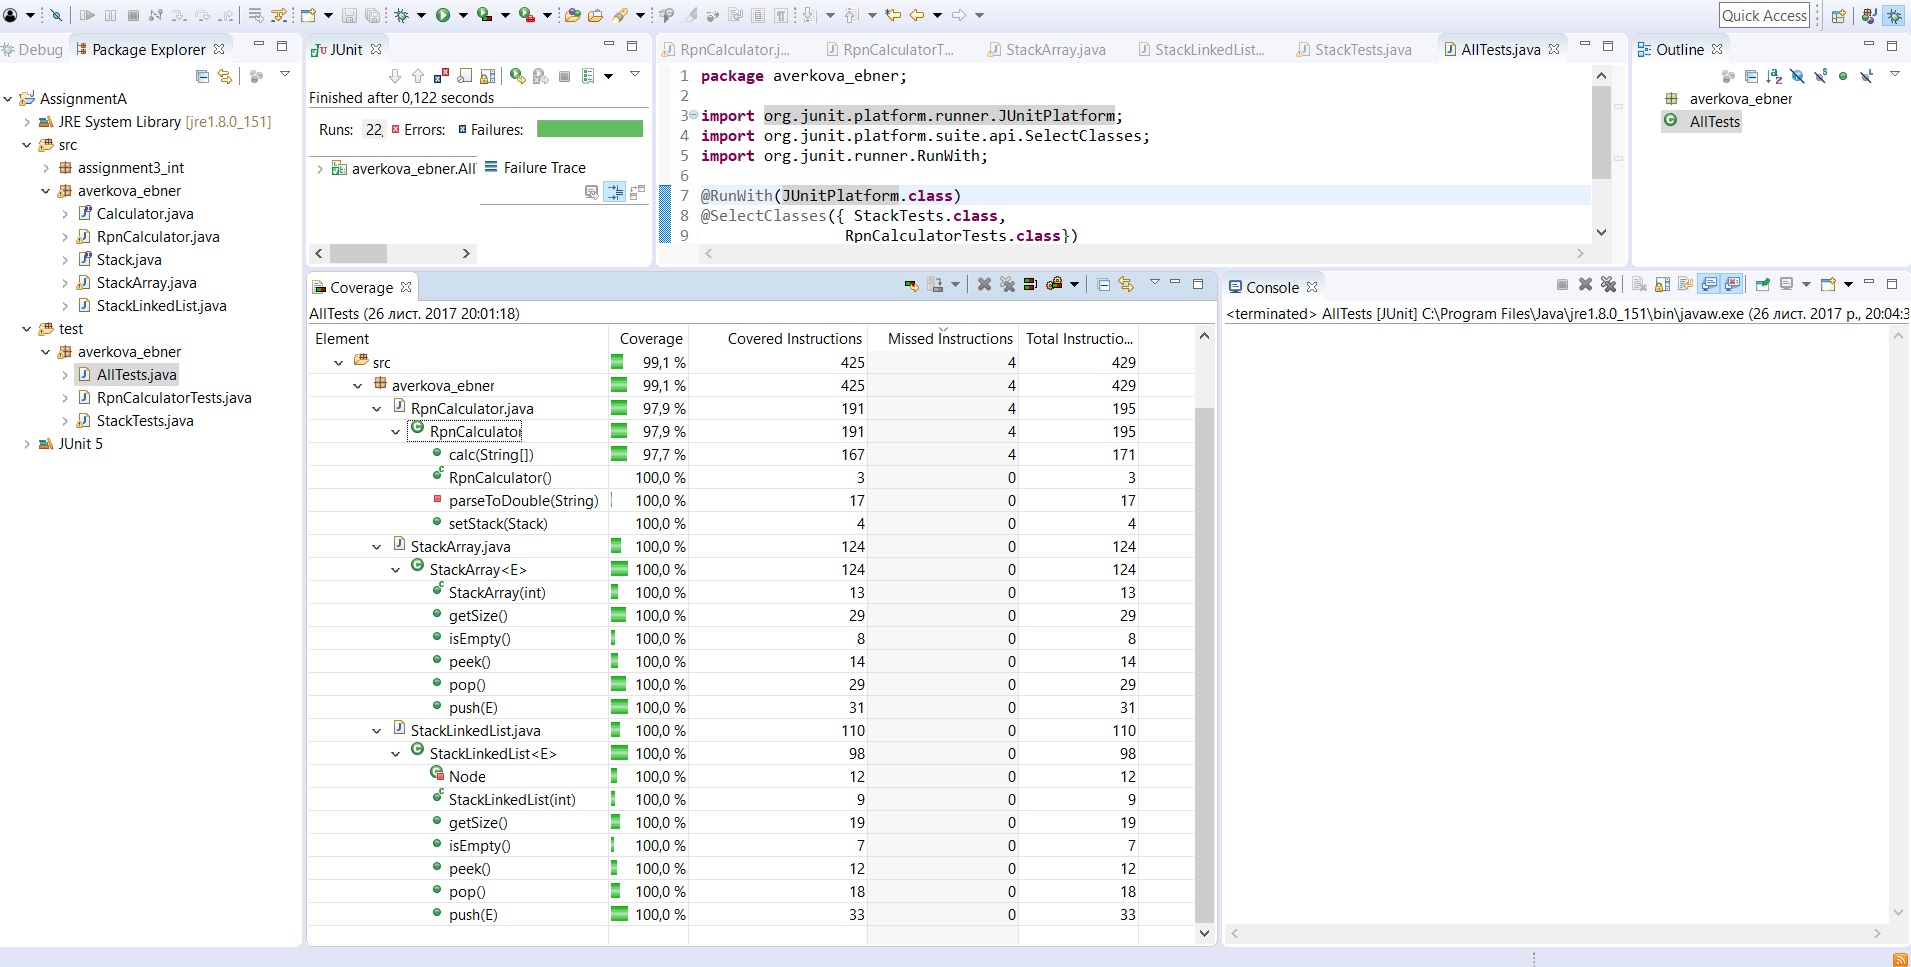 Quick Access
Debug
Package Explorer
AssignmentA
JRE System Library [jre1.8.0_151]
src
assignment3_int
averkova_ebner
Calculator.java
RpnCalculator.java
Stack.java
StackArray.java
StackLinkedList.java
test
averkova_ebner
AllTests.java
RpnCalculatorTests.java
StackTests.java
JUnit 5
JUnit
Finished after 0,122 seconds
Runs: 22, Errors: Failures:
averkova_ebner.All
Failure Trace
RpnCalculator.j... RpnCalculatorT... StackArray.java StackLinkedList... StackTests.java AllTests.java
1 package averkova_ebner;
2
3 import org.junit.platform.runner.JUnitPlatform;
4 import org.junit.platform.suite.api.SelectClasses;
5 import org.junit.runner.RunWith;
6
7 @RunWith(JUnitPlatform.class)
8 @SelectClasses({ StackTests.class,
9 RpnCalculatorTests.class})
Outline
averkova_ebner
AllTests
Coverage
AllTests (26 лист. 2017 20:01:18)
Element Coverage Covered Instructions Missed Instructions Total Instructio...
src 99,1 % 425 4 429
averkova_ebner 99,1 % 425 4 429
RpnCalculator.java 97,9 % 191 4 195
RpnCalculator 97,9 % 191 4 195
calc(String[]) 97,7 % 167 4 171
RpnCalculator() 100,0 % 3 0 3
parseToDouble(String) 100,0 % 17 0 17
setStack(Stack) 100,0 % 4 0 4
StackArray.java 100,0 % 124 0 124
StackArray<E> 100,0 % 124 0 124
StackArray(int) 100,0 % 13 0 13
getSize() 100,0 % 29 0 29
isEmpty() 100,0 % 8 0 8
peek() 100,0 % 14 0 14
pop() 100,0 % 29 0 29
push(E) 100,0 % 31 0 31
StackLinkedList.java 100,0 % 110 0 110
StackLinkedList<E> 100,0 % 98 0 98
Node 100,0 % 12 0 12
StackLinkedList(int) 100,0 % 9 0 9
getSize() 100,0 % 19 0 19
isEmpty() 100,0 % 7 0 7
peek() 100,0 % 12 0 12
pop() 100,0 % 18 0 18
push(E) 100,0 % 33 0 33
Console
<terminated> AllTests [JUnit] C:\Program Files\Java\jre1.8.0_151\bin\javaw.exe (26 лист. 2017 р., 20:04:3